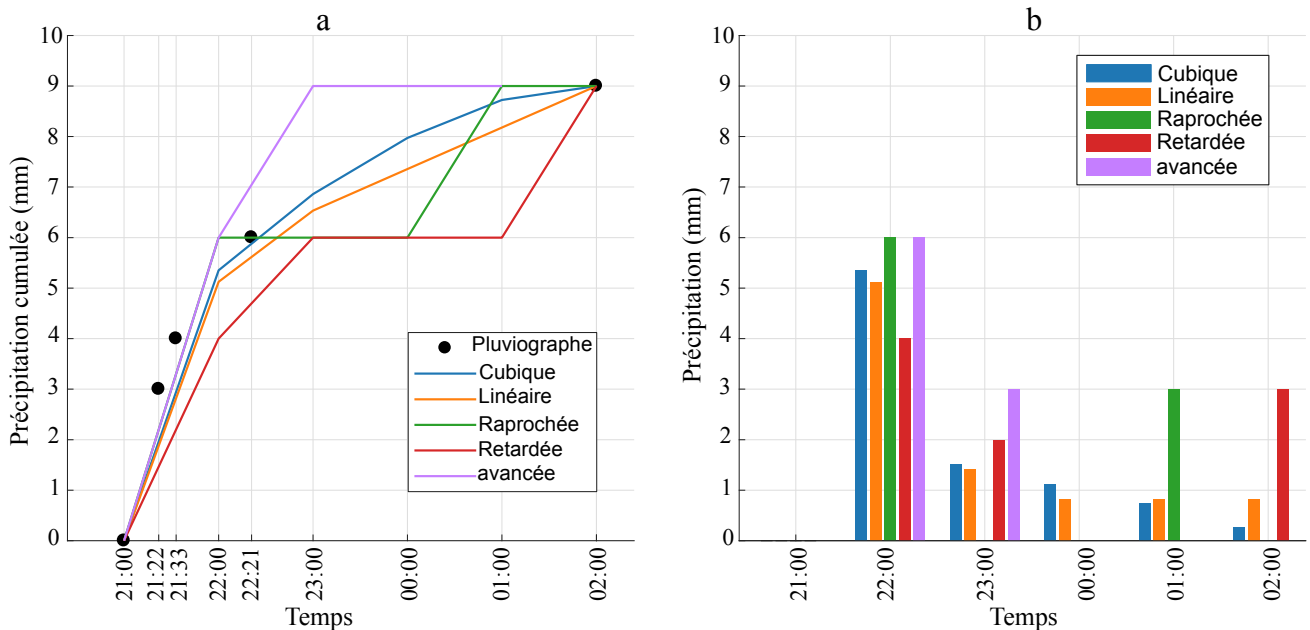 a
Précipitation cumulée (mm)
10
9
8
7
6
5
4
3
2
1
0
Pluviographe
Cubique
Linéaire
Raprochée
Retardée
avancée
21:00
21:22
21:33
22:00
22:21
23:00
00:00
01:00
02:00
Temps
b
Précipitation (mm)
10
9
8
7
6
5
4
3
2
1
0
Cubique
Linéaire
Raprochée
Retardée
avancée
21:00
22:00
23:00
00:00
01:00
02:00
Temps